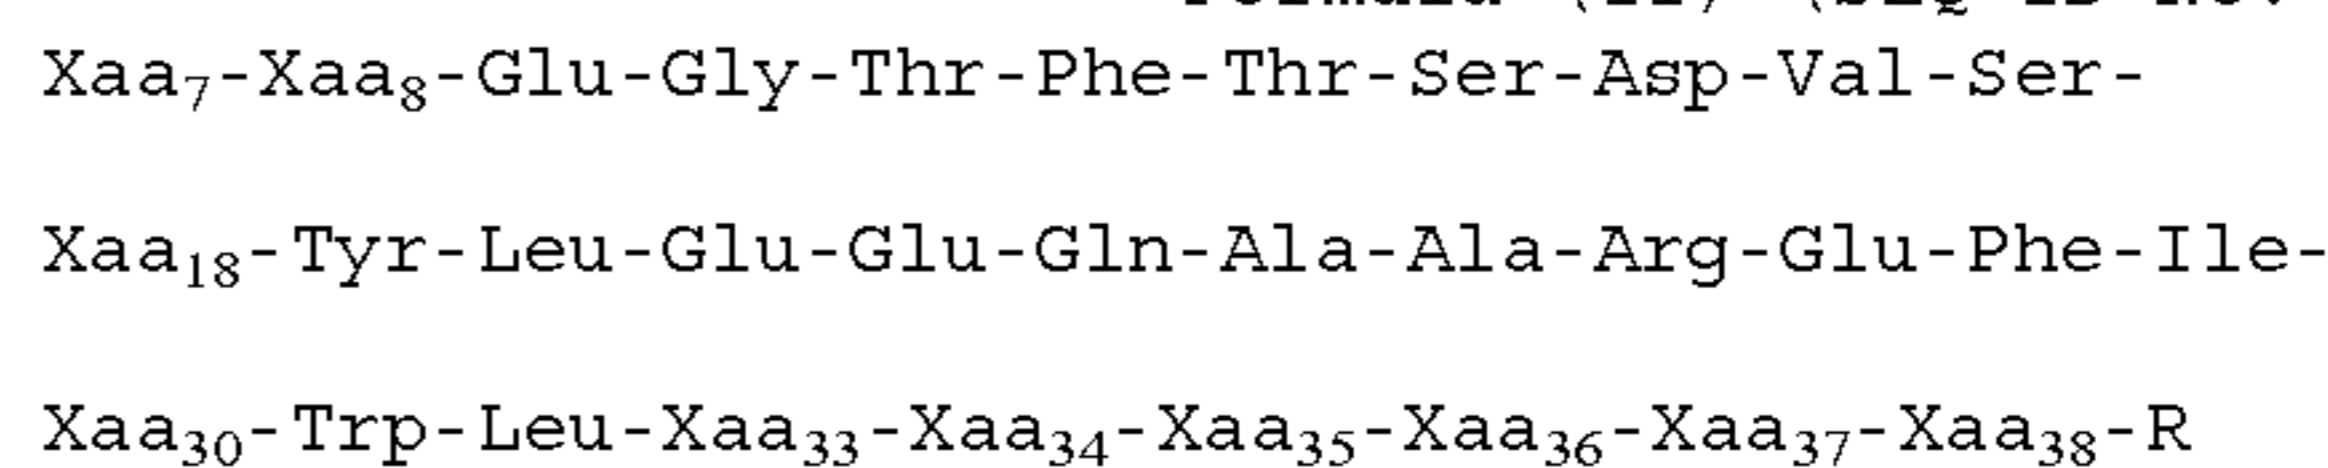 Xaa₇-Xaa₈-Glu-Gly-Thr-Phe-Thr-Ser-Asp-Val-Ser-
Xaa₁₈-Tyr-Leu-Glu-Glu-Gln-Ala-Ala-Arg-Glu-Phe-Ile-
Xaa₃₀-Trp-Leu-Xaa₃₃-Xaa₃₄-Xaa₃₅-Xaa₃₆-Xaa₃₇-Xaa₃₈-R